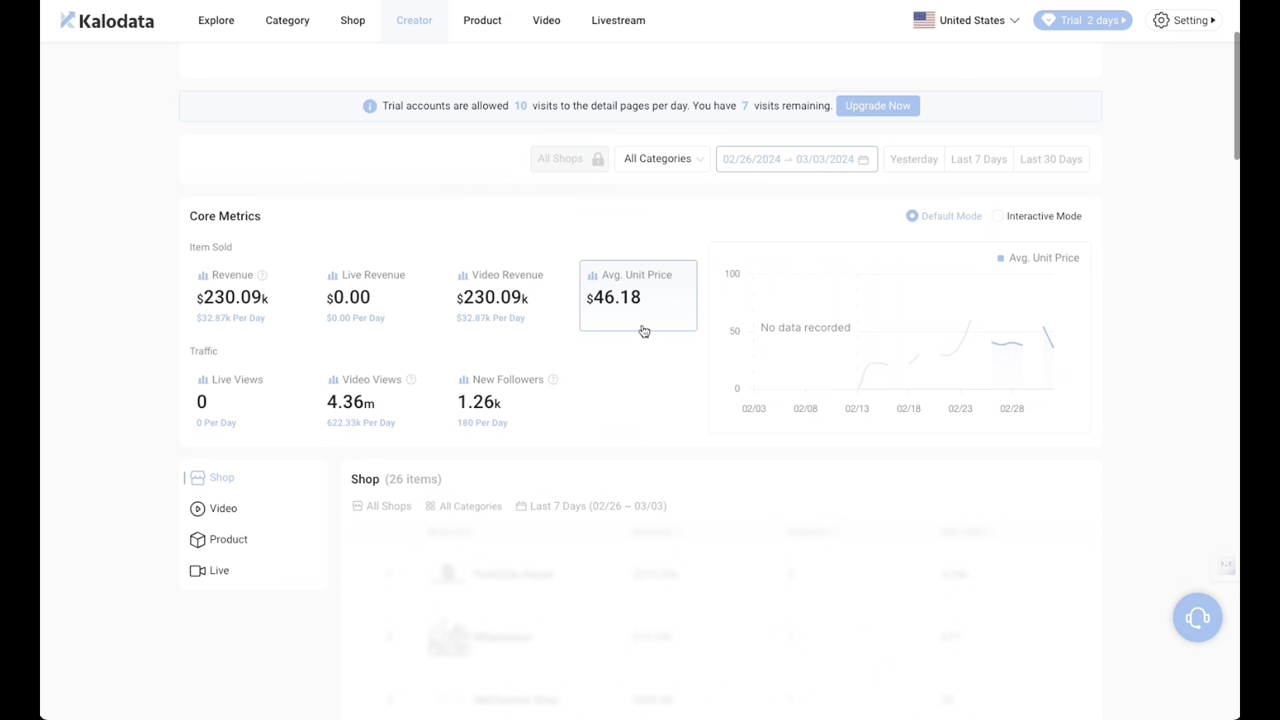 Kalodata Explore Category Shop Creator Product Video Livestream United States Trial 2 days Setting
Trial accounts are allowed 10 visits to the detail pages per day. You have 7 visits remaining. Upgrade Now
All Shops All Categories 02/26/2024 → 03/03/2024 Yesterday Last 7 Days Last 30 Days
Core Metrics Default Mode Interactive Mode
Item Sold
Revenue Live Revenue Video Revenue Avg. Unit Price
$230.09k $0.00 $230.09k $46.18
$32.87k Per Day $0.00 Per Day $32.87k Per Day
Traffic
Live Views Video Views New Followers
0 4.36m 1.26k
0 Per Day 622.33k Per Day 180 Per Day
Avg. Unit Price
100
No data recorded
50
0
02/03 02/08 02/13 02/18 02/23 02/28
Shop
Video
Product
Live
Shop (26 items)
All Shops All Categories Last 7 Days (02/26 ~ 03/03)